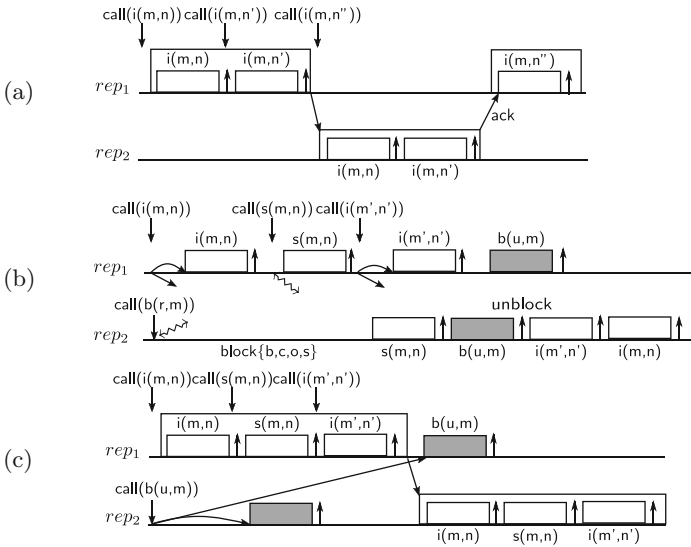 call(i(m,n)) call(i(m,n')) call(i(m,n''))
i(m,n) i(m,n') i(m,n'')
(a)
rep1
ack
rep2
i(m,n) i(m,n')
call(i(m,n)) call(s(m,n)) call(i(m',n'))
i(m,n) s(m,n) i(m',n') b(u,m)
(b)
rep1
call(b(r,m)) unblock
rep2
block{b,c,o,s} s(m,n) b(u,m) i(m',n') i(m,n)
call(i(m,n)) call(s(m,n)) call(i(m',n'))
i(m,n) s(m,n) i(m',n') b(u,m)
rep1
(c)
call(b(u,m))
rep2
i(m,n) s(m,n) i(m',n')